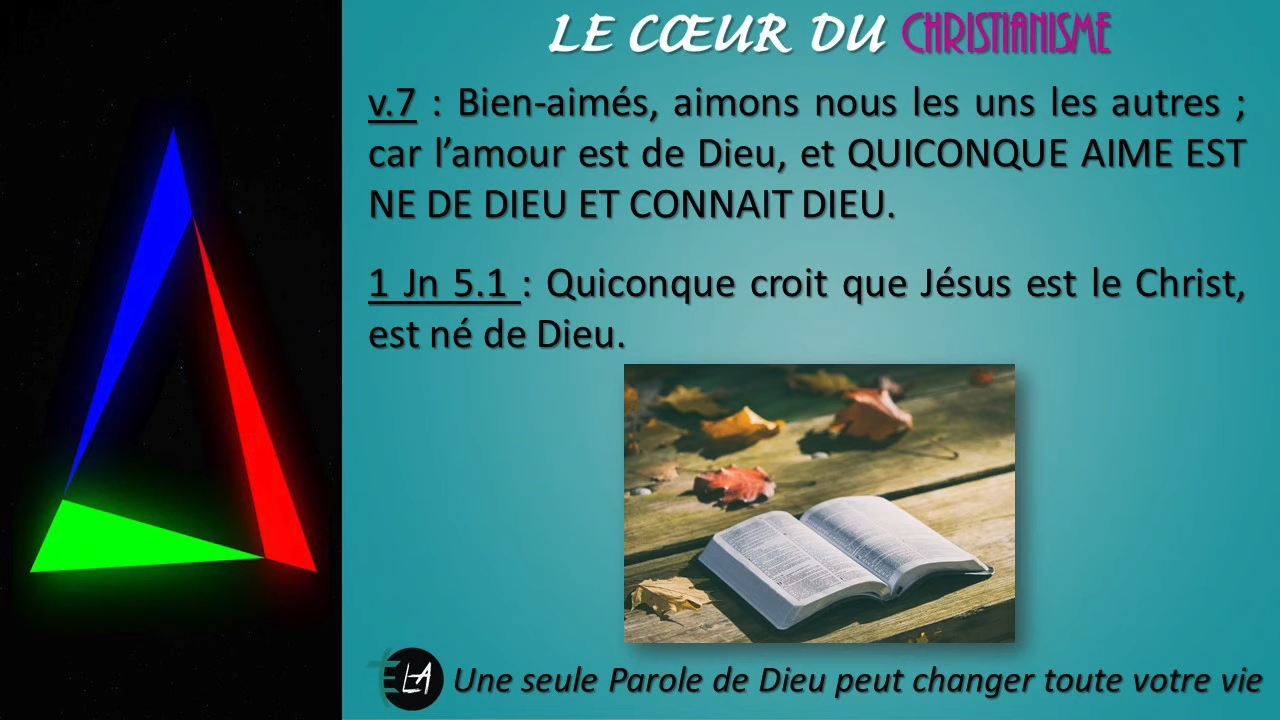 LE CŒUR DU CHRISTIANISME
v.7 : Bien-aimés, aimons nous les uns les autres ;
car l’amour est de Dieu, et QUICONQUE AIME EST
NE DE DIEU ET CONNAIT DIEU.
1 Jn 5.1 : Quiconque croit que Jésus est le Christ,
est né de Dieu.
ELA
Une seule Parole de Dieu peut changer toute votre vie